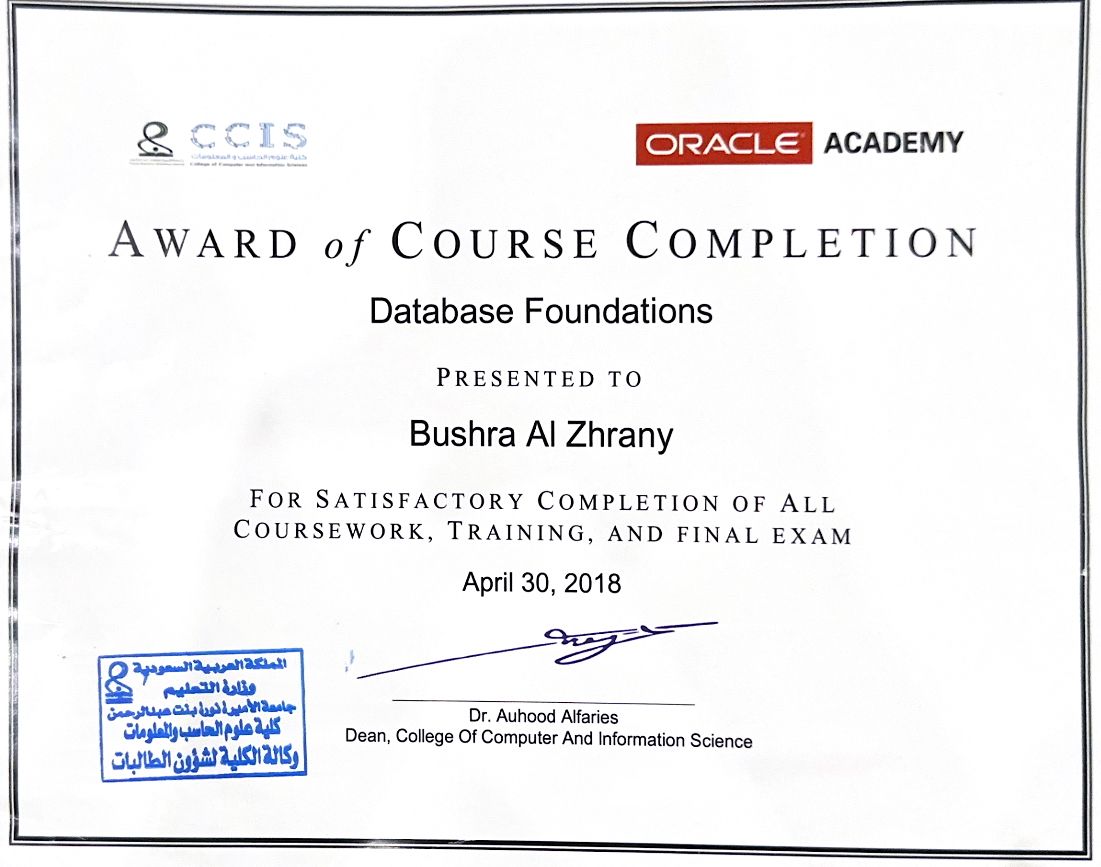 CCIS
كلية علوم الحاسب والمعلومات
College of Computer and Information Sciences
ORACLE ACADEMY
AWARD of COURSE COMPLETION
Database Foundations
PRESENTED TO
Bushra Al Zhrany
FOR SATISFACTORY COMPLETION OF ALL
COURSEWORK, TRAINING, AND FINAL EXAM
April 30, 2018
Dr. Auhood Alfaries
Dean, College Of Computer And Information Science
المملكة العربية السعودية
وزارة التعليم
جامعة الأميرة نورة بنت عبدالرحمن
كلية علوم الحاسب والمعلومات
وكالة الكلية لشؤون الطالبات